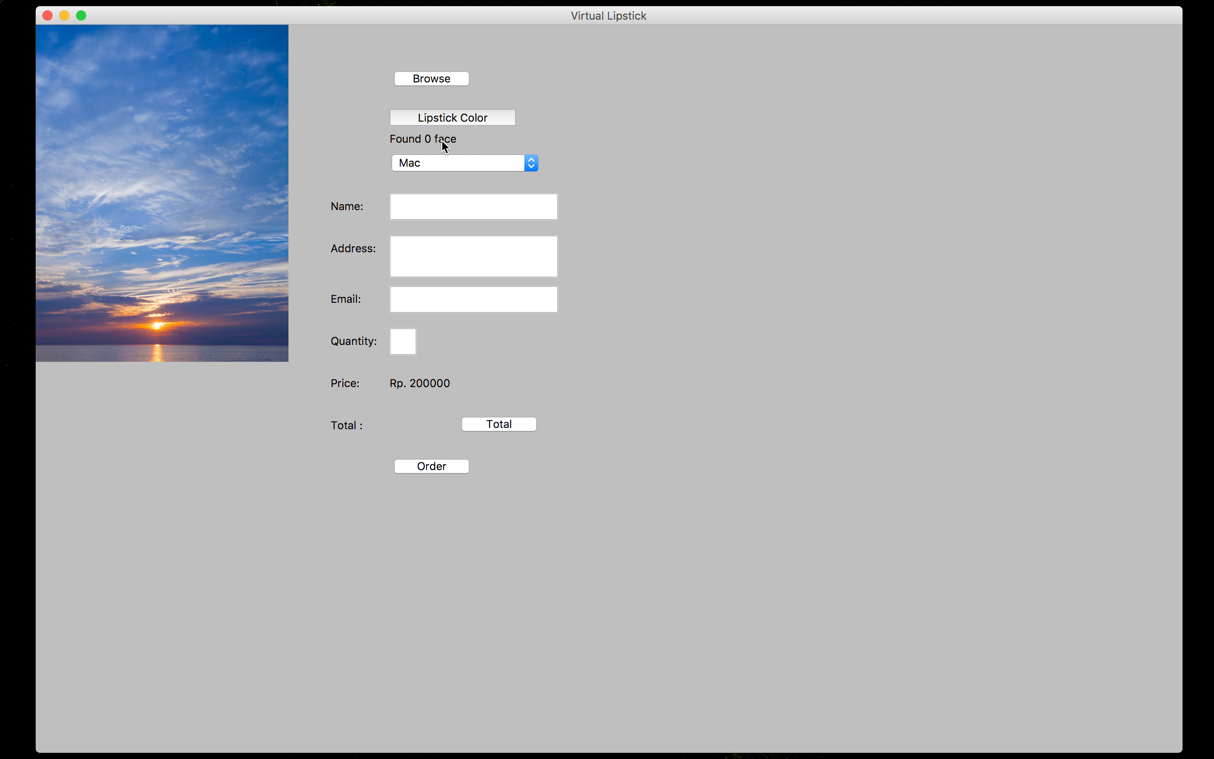 Virtual Lipstick
Browse
Lipstick Color
Found 0 face
Mac
Name:
Address:
Email:
Quantity:
Price: Rp. 200000
Total : Total
Order